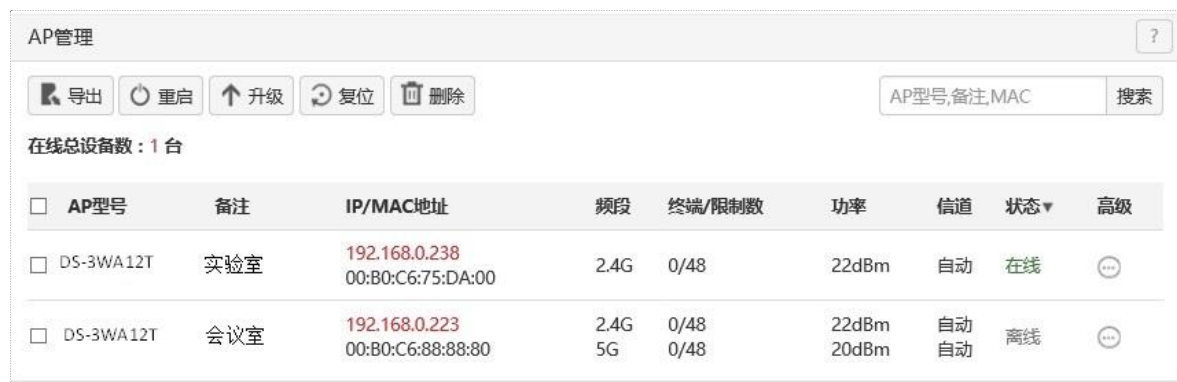 AP管理
?
导出 重启 升级 复位 删除 AP型号,备注,MAC 搜索
在线总设备数：1 台
AP型号 备注 IP/MAC地址 频段 终端/限制数 功率 信道 状态▼ 高级
DS-3WA12T 实验室 192.168.0.238 2.4G 0/48 22dBm 自动 在线
00:B0:C6:75:DA:00
DS-3WA12T 会议室 192.168.0.223 2.4G 0/48 22dBm 自动 离线
00:B0:C6:88:88:80 5G 0/48 20dBm 自动